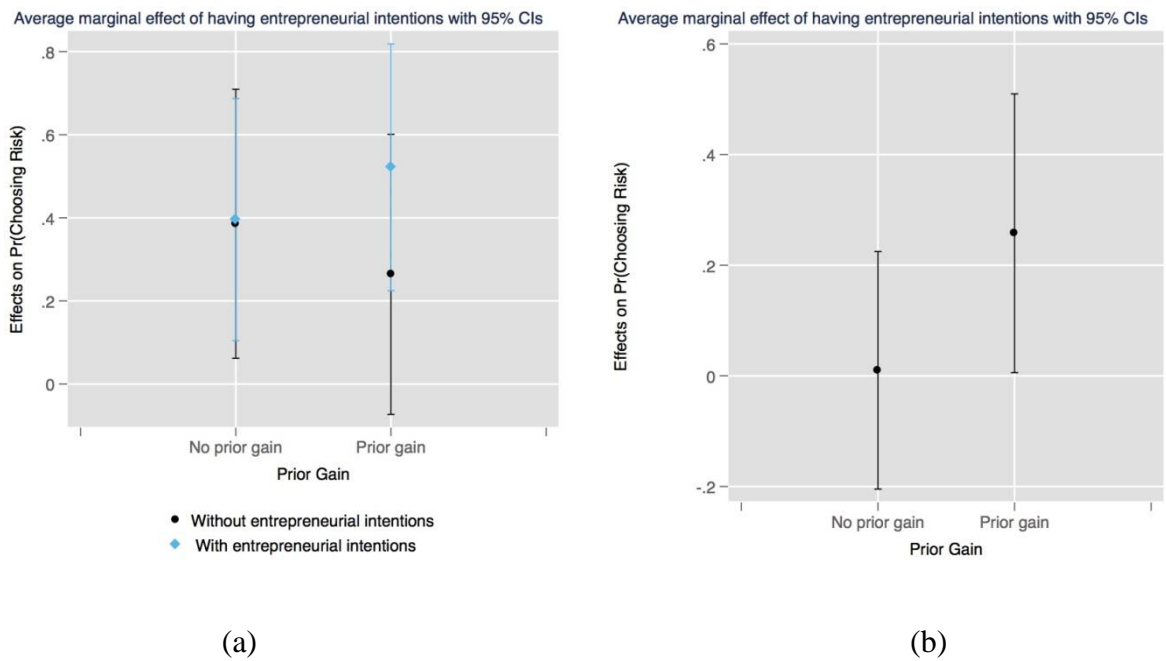 Average marginal effect of having entrepreneurial intentions with 95% CIs
Effects on Pr(Choosing Risk)
.8
.6
.4
.2
0
No prior gain
Prior gain
Prior Gain
Without entrepreneurial intentions
With entrepreneurial intentions
(a)
Average marginal effect of having entrepreneurial intentions with 95% CIs
Effects on Pr(Choosing Risk)
.6
.4
.2
0
-.2
No prior gain
Prior gain
Prior Gain
(b)